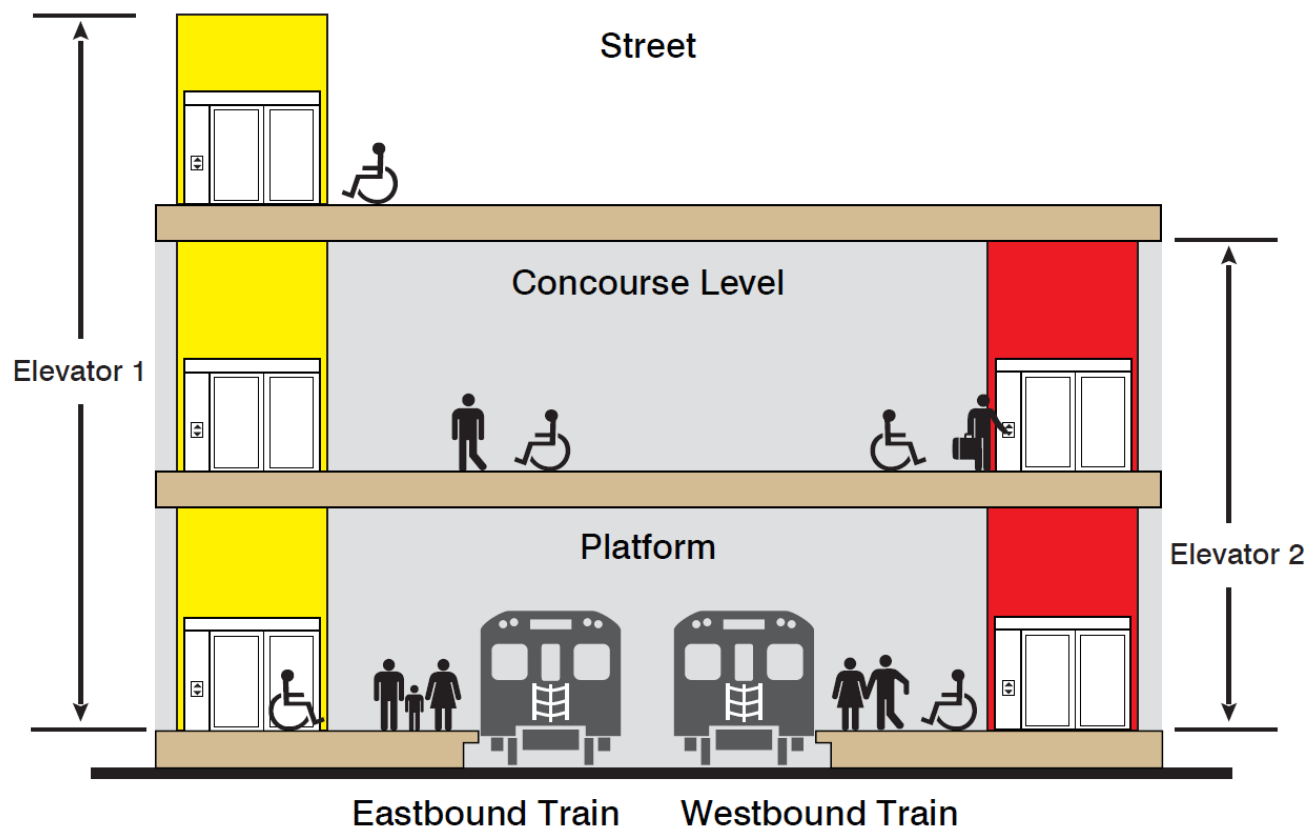 Street
Concourse Level
Elevator 1
Platform
Elevator 2
Eastbound Train
Westbound Train